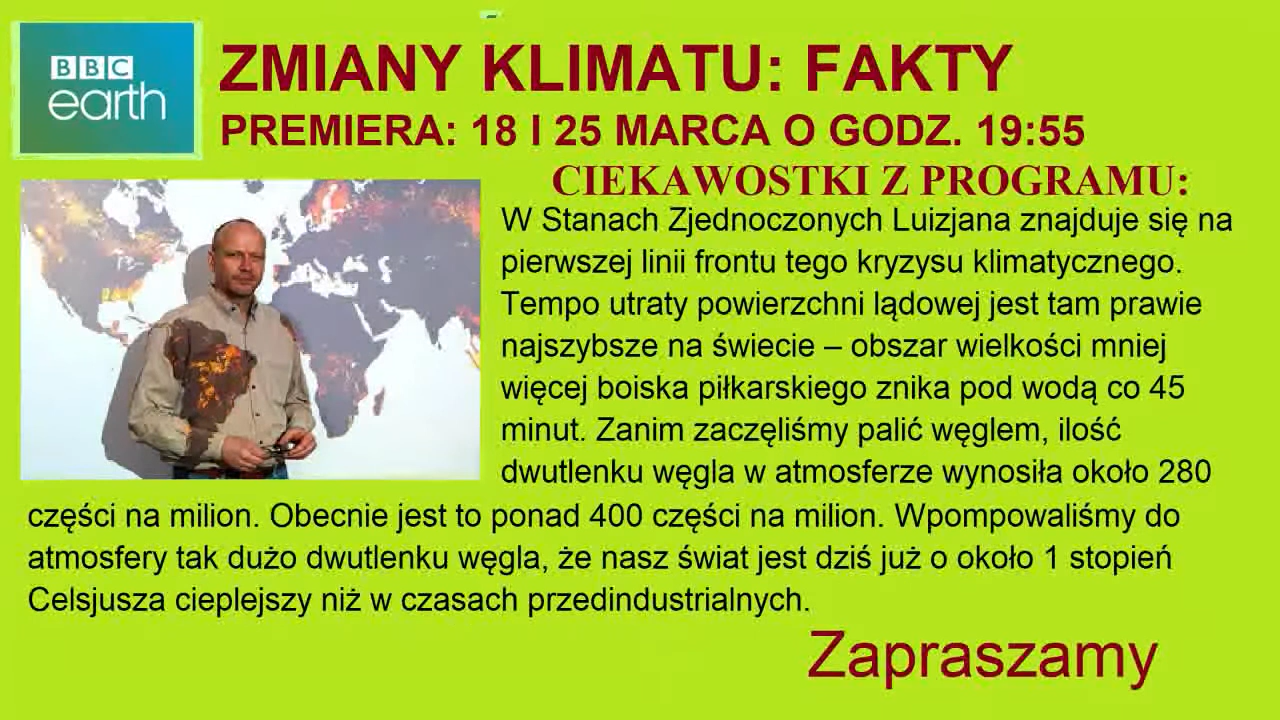 BBC
earth
ZMIANY KLIMATU: FAKTY
PREMIERA: 18 I 25 MARCA O GODZ. 19:55
CIEKAWOSTKI Z PROGRAMU:
W Stanach Zjednoczonych Luizjana znajduje się na
pierwszej linii frontu tego kryzysu klimatycznego.
Tempo utraty powierzchni lądowej jest tam prawie
najszybsze na świecie – obszar wielkości mniej
więcej boiska piłkarskiego znika pod wodą co 45
minut. Zanim zaczęliśmy palić węglem, ilość
dwutlenku węgla w atmosferze wynosiła około 280
części na milion. Obecnie jest to ponad 400 części na milion. Wpompowaliśmy do
atmosfery tak dużo dwutlenku węgla, że nasz świat jest dziś już o około 1 stopień
Celsjusza cieplejszy niż w czasach przedindustrialnych.
Zapraszamy